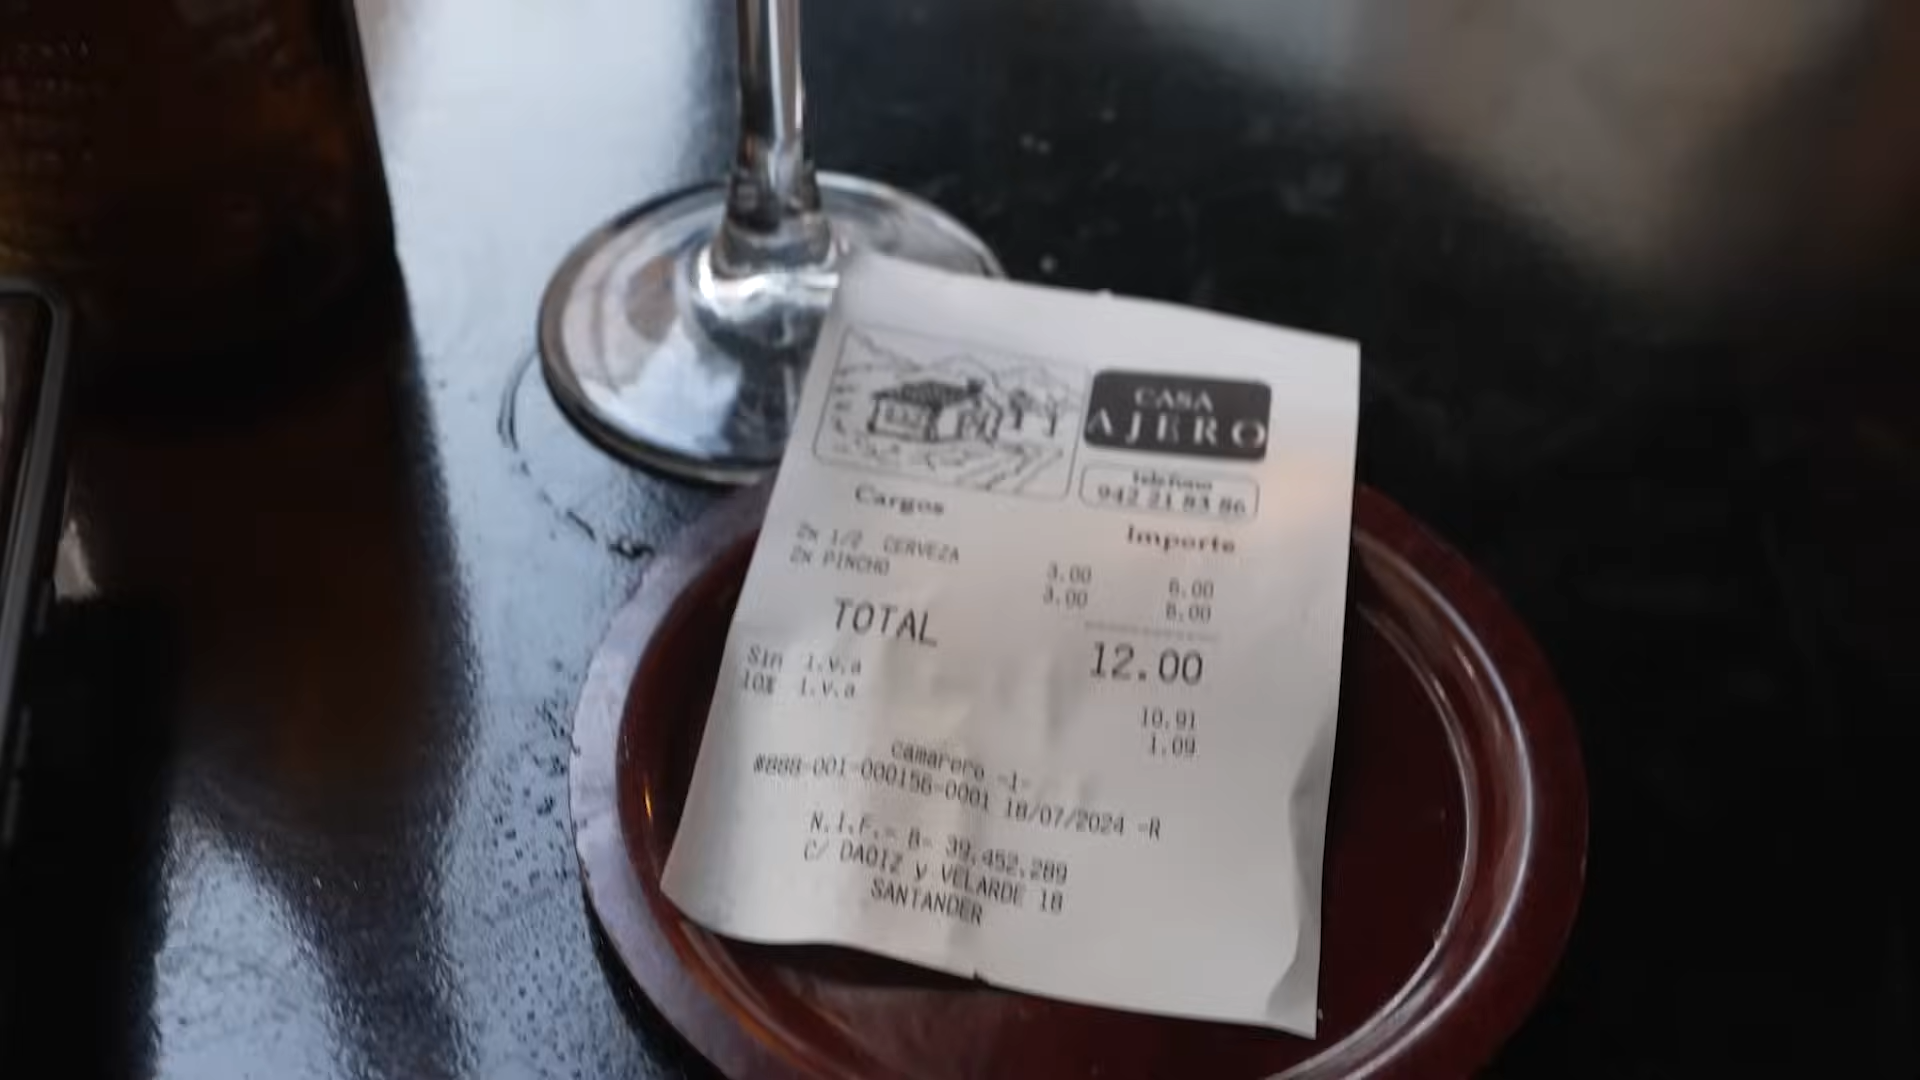 CASA
AJERO
Telefono
942 21 83 86
Cargos Importe
2x 1/2 CERVEZA 3.00 6.00
2x PINCHO 3.00 6.00
TOTAL 12.00
Sin i.v.a 10.91
10% i.v.a 1.09
camarero -1-
#888-001-000156-0001 18/07/2024 -R
N.I.F.- B- 39.452.289
C/ DAOIZ y VELARDE 18
SANTANDER